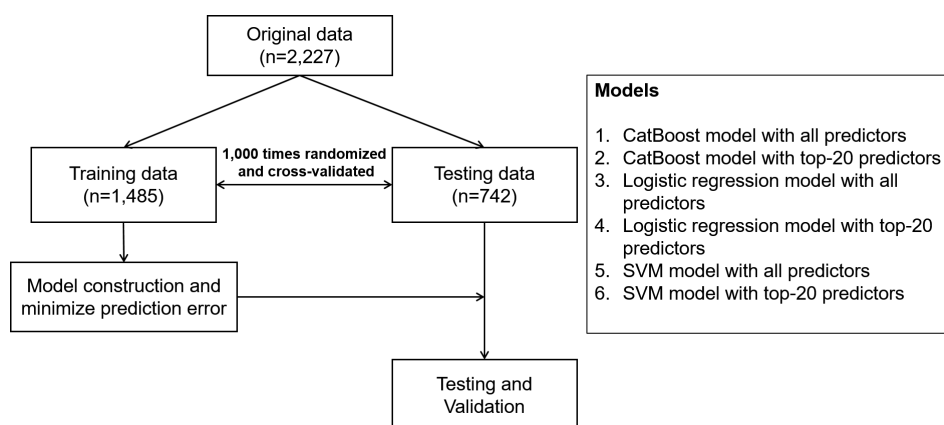 Original data
(n=2,227)
1,000 times randomized
and cross-validated
Training data
(n=1,485)
Testing data
(n=742)
Model construction and
minimize prediction error
Testing and
Validation
Models
1. CatBoost model with all predictors
2. CatBoost model with top-20 predictors
3. Logistic regression model with all
predictors
4. Logistic regression model with top-20
predictors
5. SVM model with all predictors
6. SVM model with top-20 predictors